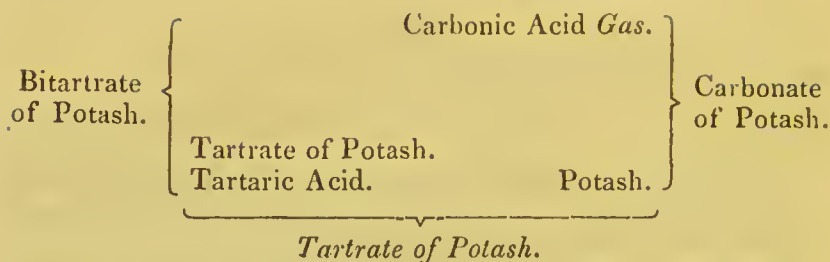 Carbonic Acid Gas.
Bitartrate
of Potash.
Carbonate
of Potash.
Tartrate of Potash.
Tartaric Acid. Potash.
Tartrate of Potash.